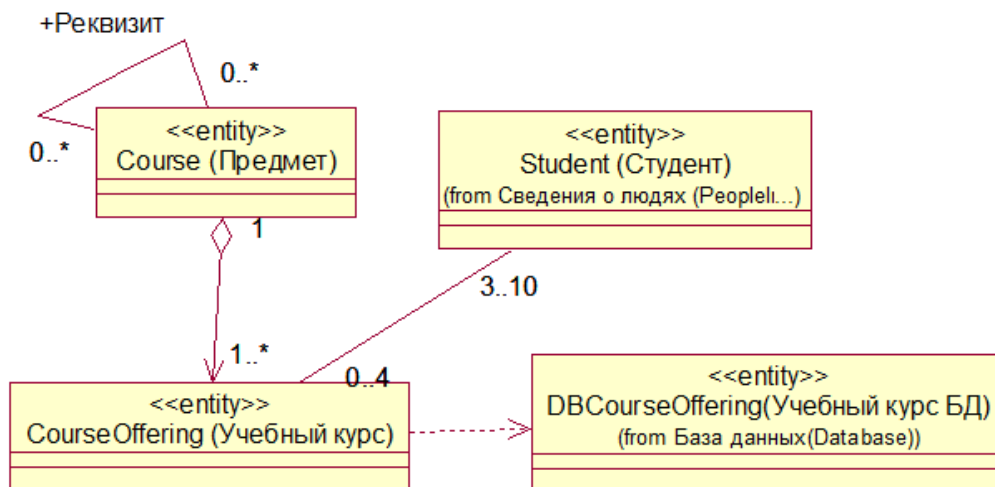 +Реквизит
0..*
0..*
<<entity>>
Course (Предмет)
<<entity>>
Student (Студент)
(from Сведения о людях (Peopleli...)
1
3..10
1..*
0..4
<<entity>>
CourseOffering (Учебный курс)
<<entity>>
DBCourseOffering(Учебный курс БД)
(from База данных(Database))